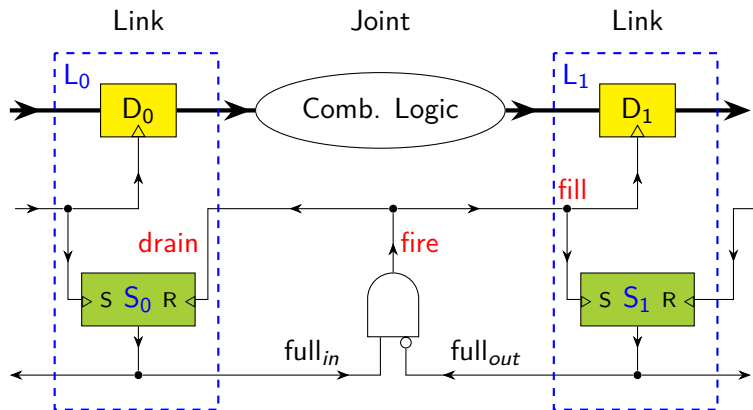 Link Joint Link
L₀ L₁
D₀ Comb. Logic D₁
fill
drain fire
S S₀ R S S₁ R
fullᵢₙ fullₒᵤₜ